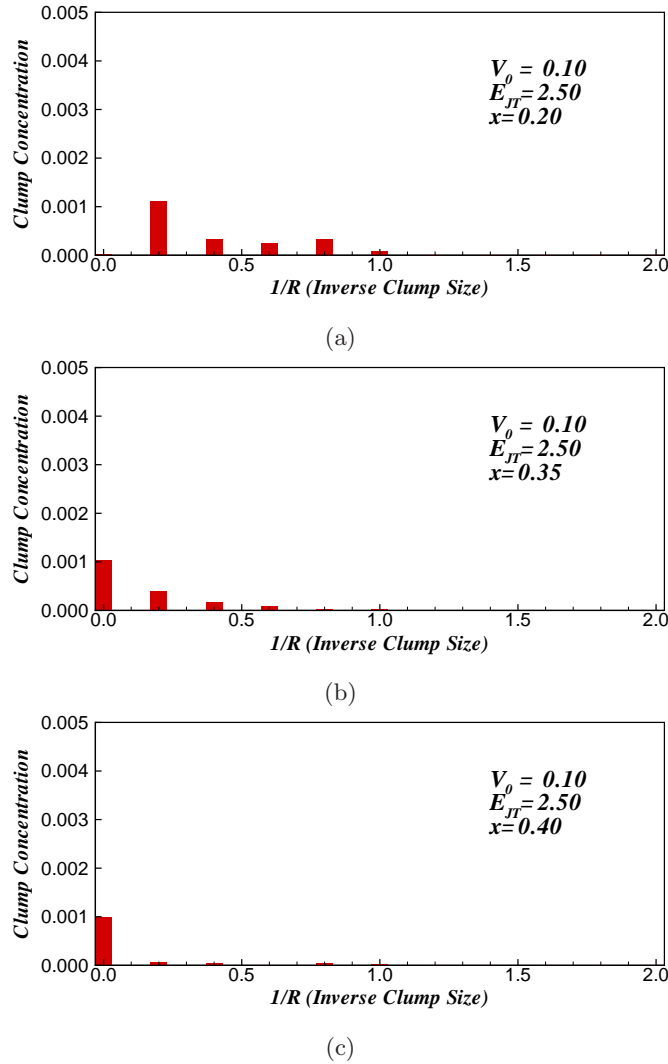 0.005
0.004
0.003
0.002
0.001
0.000
Clump Concentration
V0 = 0.10
EJT=2.50
x=0.20
0.0 0.5 1.0 1.5 2.0
1/R (Inverse Clump Size)
(a)
0.005
0.004
0.003
0.002
0.001
0.000
Clump Concentration
V0 = 0.10
EJT=2.50
x=0.35
0.0 0.5 1.0 1.5 2.0
1/R (Inverse Clump Size)
(b)
0.005
0.004
0.003
0.002
0.001
0.000
Clump Concentration
V0 = 0.10
EJT=2.50
x=0.40
0.0 0.5 1.0 1.5 2.0
1/R (Inverse Clump Size)
(c)